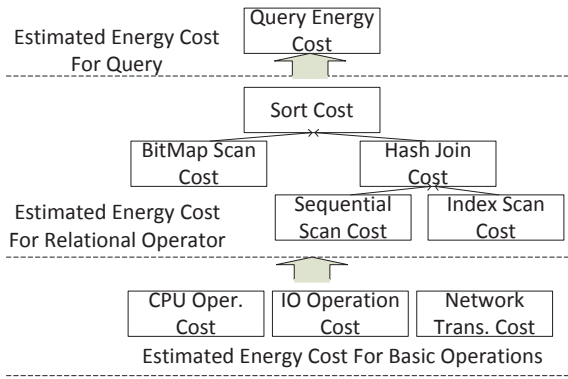 Query Energy
Cost
Estimated Energy Cost
For Query
Sort Cost
BitMap Scan
Cost
Hash Join
Cost
Sequential
Scan Cost
Index Scan
Cost
Estimated Energy Cost
For Relational Operator
CPU Oper.
Cost
IO Operation
Cost
Network
Trans. Cost
Estimated Energy Cost For Basic Operations